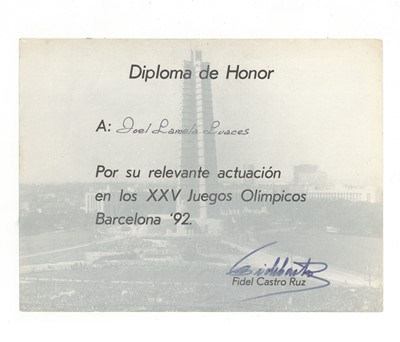 Diploma de Honor
A: Joel Lamela Luaces
Por su relevante actuación
en los XXV Juegos Olímpicos
Barcelona '92.
Fidel Castro Ruz